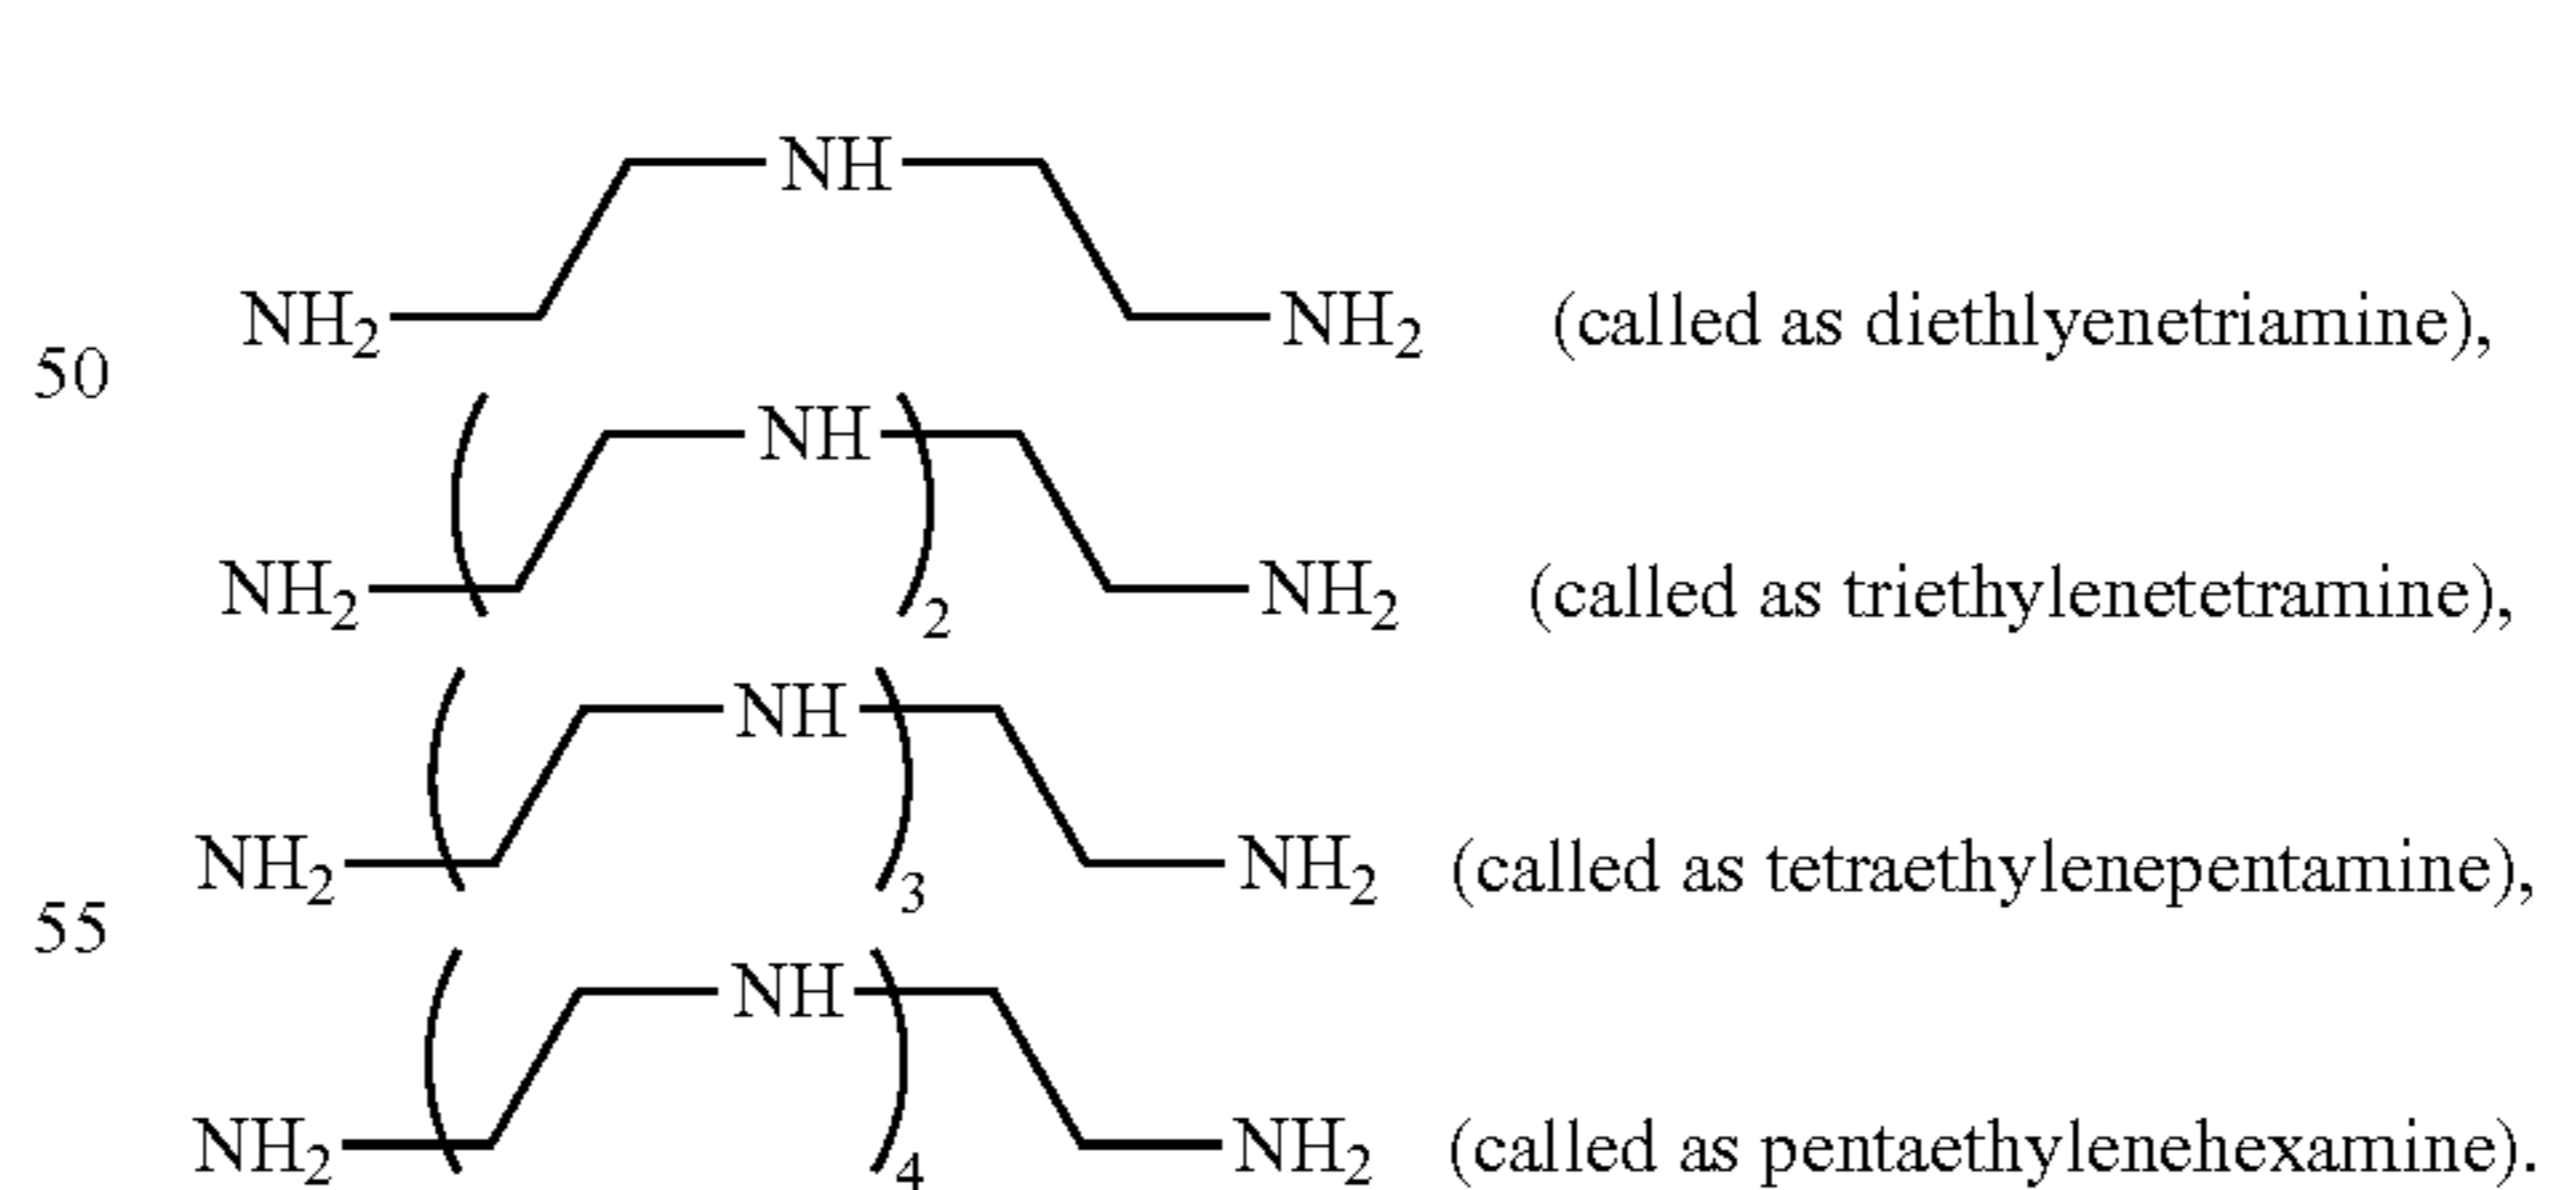 NH
NH2 NH2 (called as diethlyenetriamine),
50
NH
NH2 2 NH2 (called as triethylenetetramine),
NH
NH2 3 NH2 (called as tetraethylenepentamine),
55
NH
NH2 4 NH2 (called as pentaethylenehexamine).